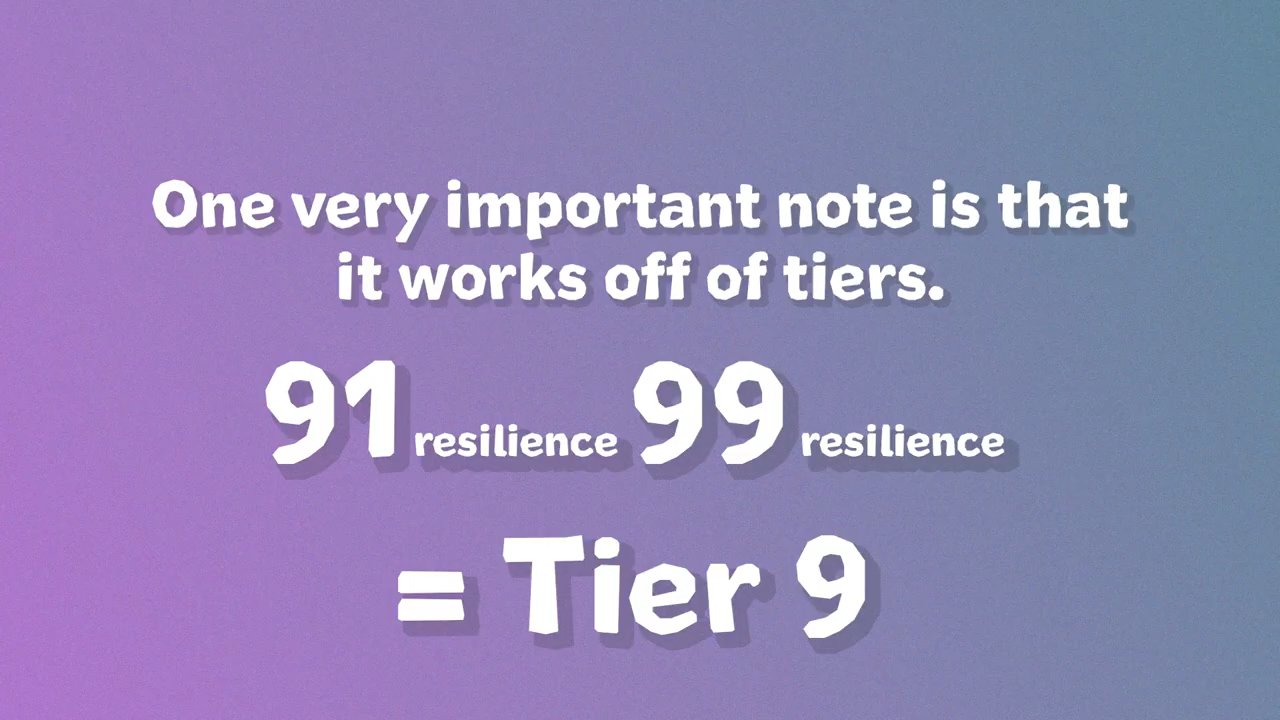 One very important note is that
it works off of tiers.
91 resilience 99 resilience
= Tier 9